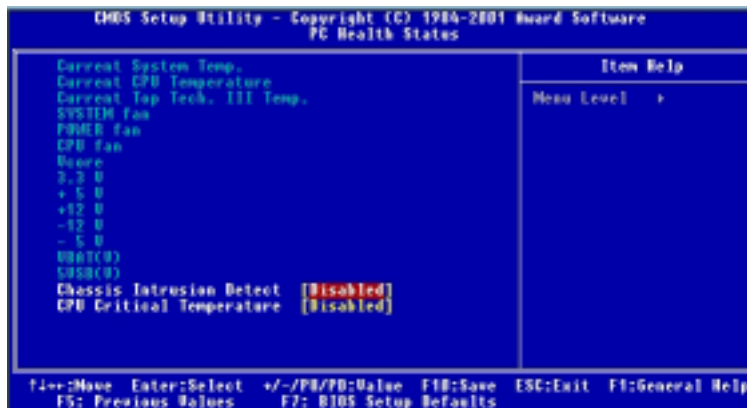 CMOS Setup Utility - Copyright (C) 1984-2001 Award Software
PC Health Status
Current System Temp.
Current CPU Temperature
Current Top Tech. III Temp.
SYSTEM fan
POWER fan
CPU fan
Vcore
3.3 V
+ 5 V
+12 V
-12 V
- 5 V
VBAT(V)
5VSB(V)
Chassis Intrusion Detect [Disabled]
CPU Critical Temperature [Disabled]
Item Help
Menu Level ▸
↑↓←→:Move Enter:Select +/-/PU/PD:Value F10:Save ESC:Exit F1:General Help
F5: Previous Values F7: BIOS Setup Defaults